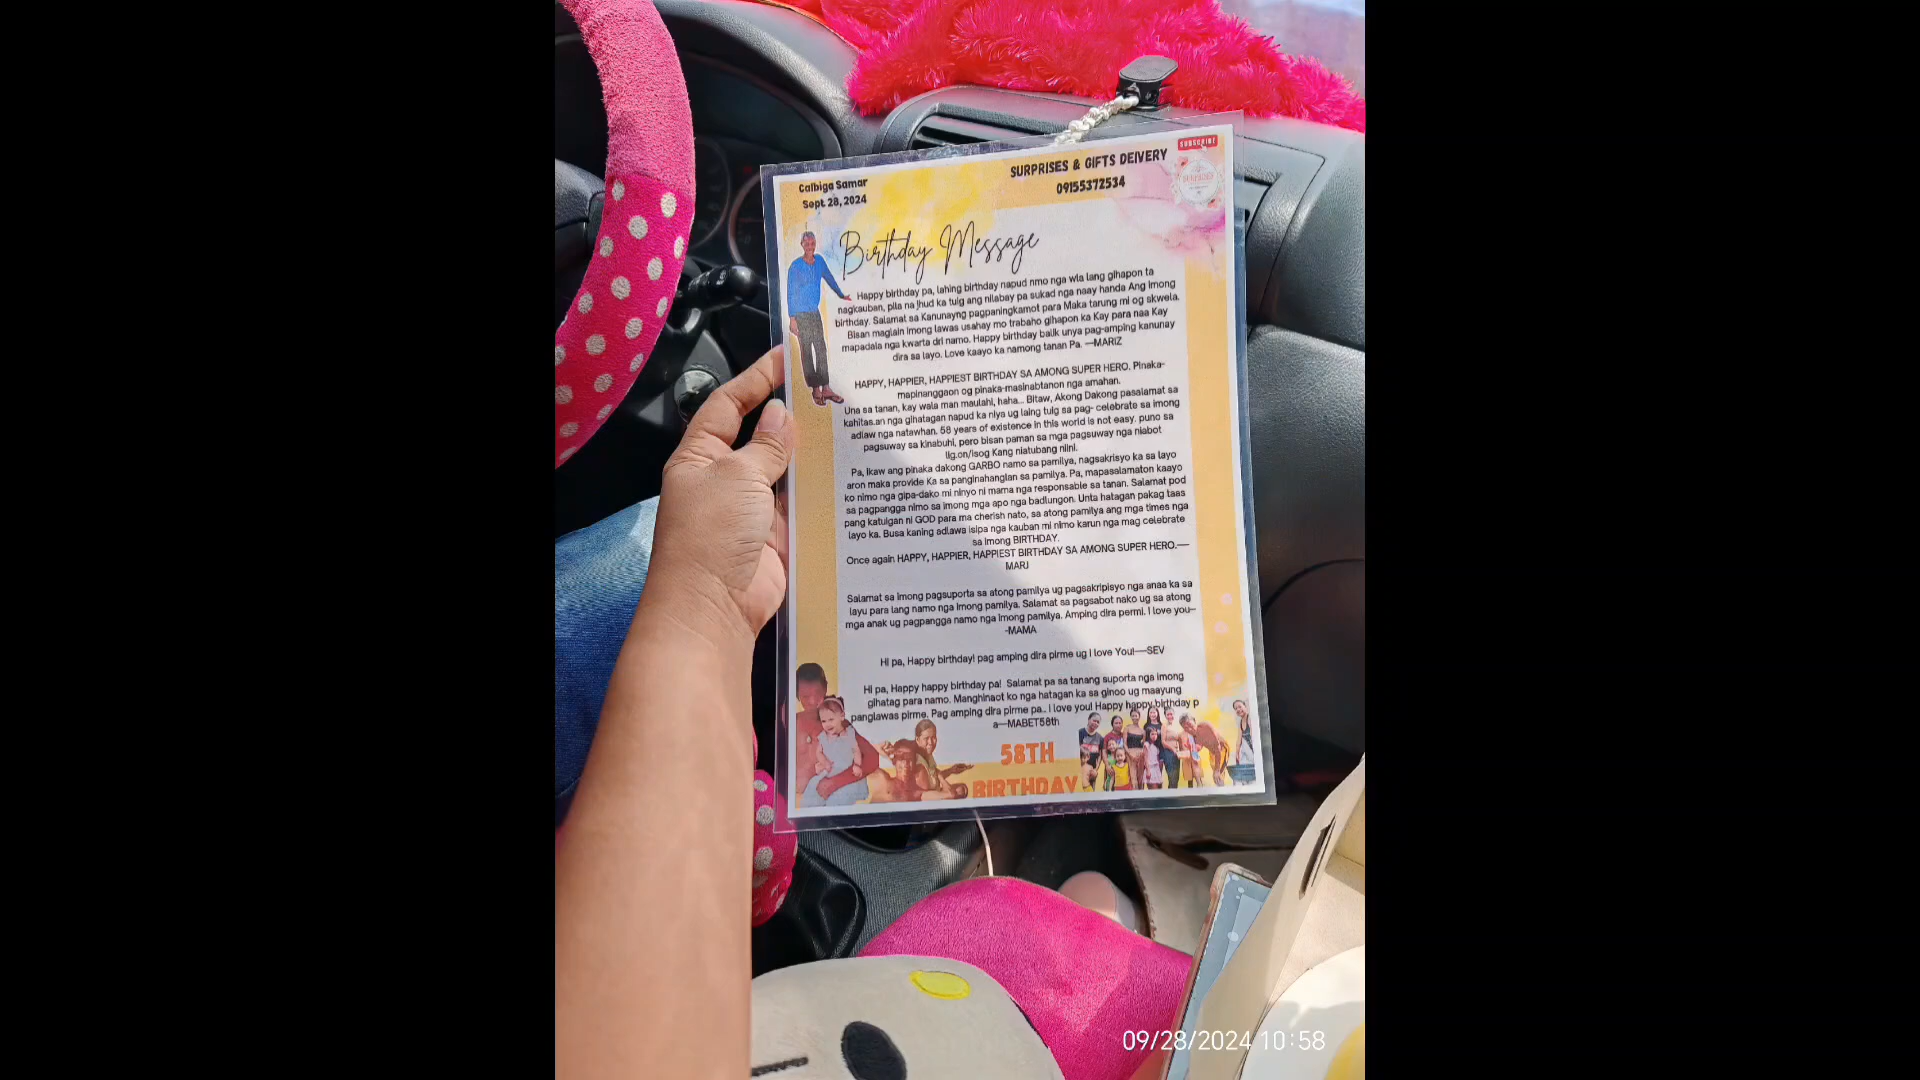 Calbiga Samar
Sept. 28, 2024
SURPRISES & GIFTS DEIVERY
09155372534
SUBSCRIBE
Birthday Message
Happy birthday pa, lahing birthday napud nmo nga wla lang gihapon ta
nagkauban, pila na jhud ka tuig ang nilabay pa sukad nga naay handa Ang imong
birthday. Salamat sa Kanunayng pagpaningkamot para Maka tarung mi og skwela.
Bisan maglain imong lawas usahay mo trabaho gihapon ka Kay para naa Kay
mapadala nga kwarta dri namo. Happy birthday balik unya pag-amping kanunay
dira sa layo. Love kaayo ka namong tanan Pa. —MARIZ
HAPPY, HAPPIER, HAPPIEST BIRTHDAY SA AMONG SUPER HERO. Pinaka-
mapinanggaon og pinaka-masinabtanon nga amahan.
Una sa tanan, kay wala man maulahi, haha... Bitaw, Akong Dakong pasalamat sa
kahitas.an nga gihatagan napud ka niya ug laing tuig sa pag- celebrate sa imong
adlaw nga natawhan. 58 years of existence in this world is not easy. puno sa
pagsuway sa kinabuhi, pero bisan paman sa mga pagsuway nga niabot
lig.on/isog Kang niatubang niini.
Pa, Ikaw ang pinaka dakong GARBO namo sa pamilya, nagsakrisyo ka sa layo
aron maka provide Ka sa panginahanglan sa pamilya. Pa, mapasalamaton kaayo
ko nimo nga gipa-dako mi ninyo ni mama nga responsable sa tanan. Salamat pod
sa pagpangga nimo sa imong mga apo nga badlungon. Unta hatagan pakag taas
pang katuigan ni GOD para ma cherish nato, sa atong pamilya ang mga times nga
layo ka. Busa kaning adlawa isipa nga kauban mi nimo karun nga mag celebrate
sa imong BIRTHDAY.
Once again HAPPY, HAPPIER, HAPPIEST BIRTHDAY SA AMONG SUPER HERO.—
MARJ
Salamat sa imong pagsuporta sa atong pamilya ug pagsakripisyo nga anaa ka sa
layu para lang namo nga imong pamilya. Salamat sa pagsabot nako ug sa atong
mga anak ug pagpangga namo nga imong pamilya. Amping dira permi. I love you—
-MAMA
Hi pa, Happy birthday! pag amping dira pirme ug I love You!—SEV
Hi pa, Happy happy birthday pa! Salamat pa sa tanang suporta nga imong
gihatag para namo. Manghinaot ko nga hatagan ka sa ginoo ug maayung
panglawas pirme. Pag amping dira pirme pa.. I love you! Happy happy birthday p
a—MABET58th
58TH
BIRTHDAY
09/28/2024 10:58